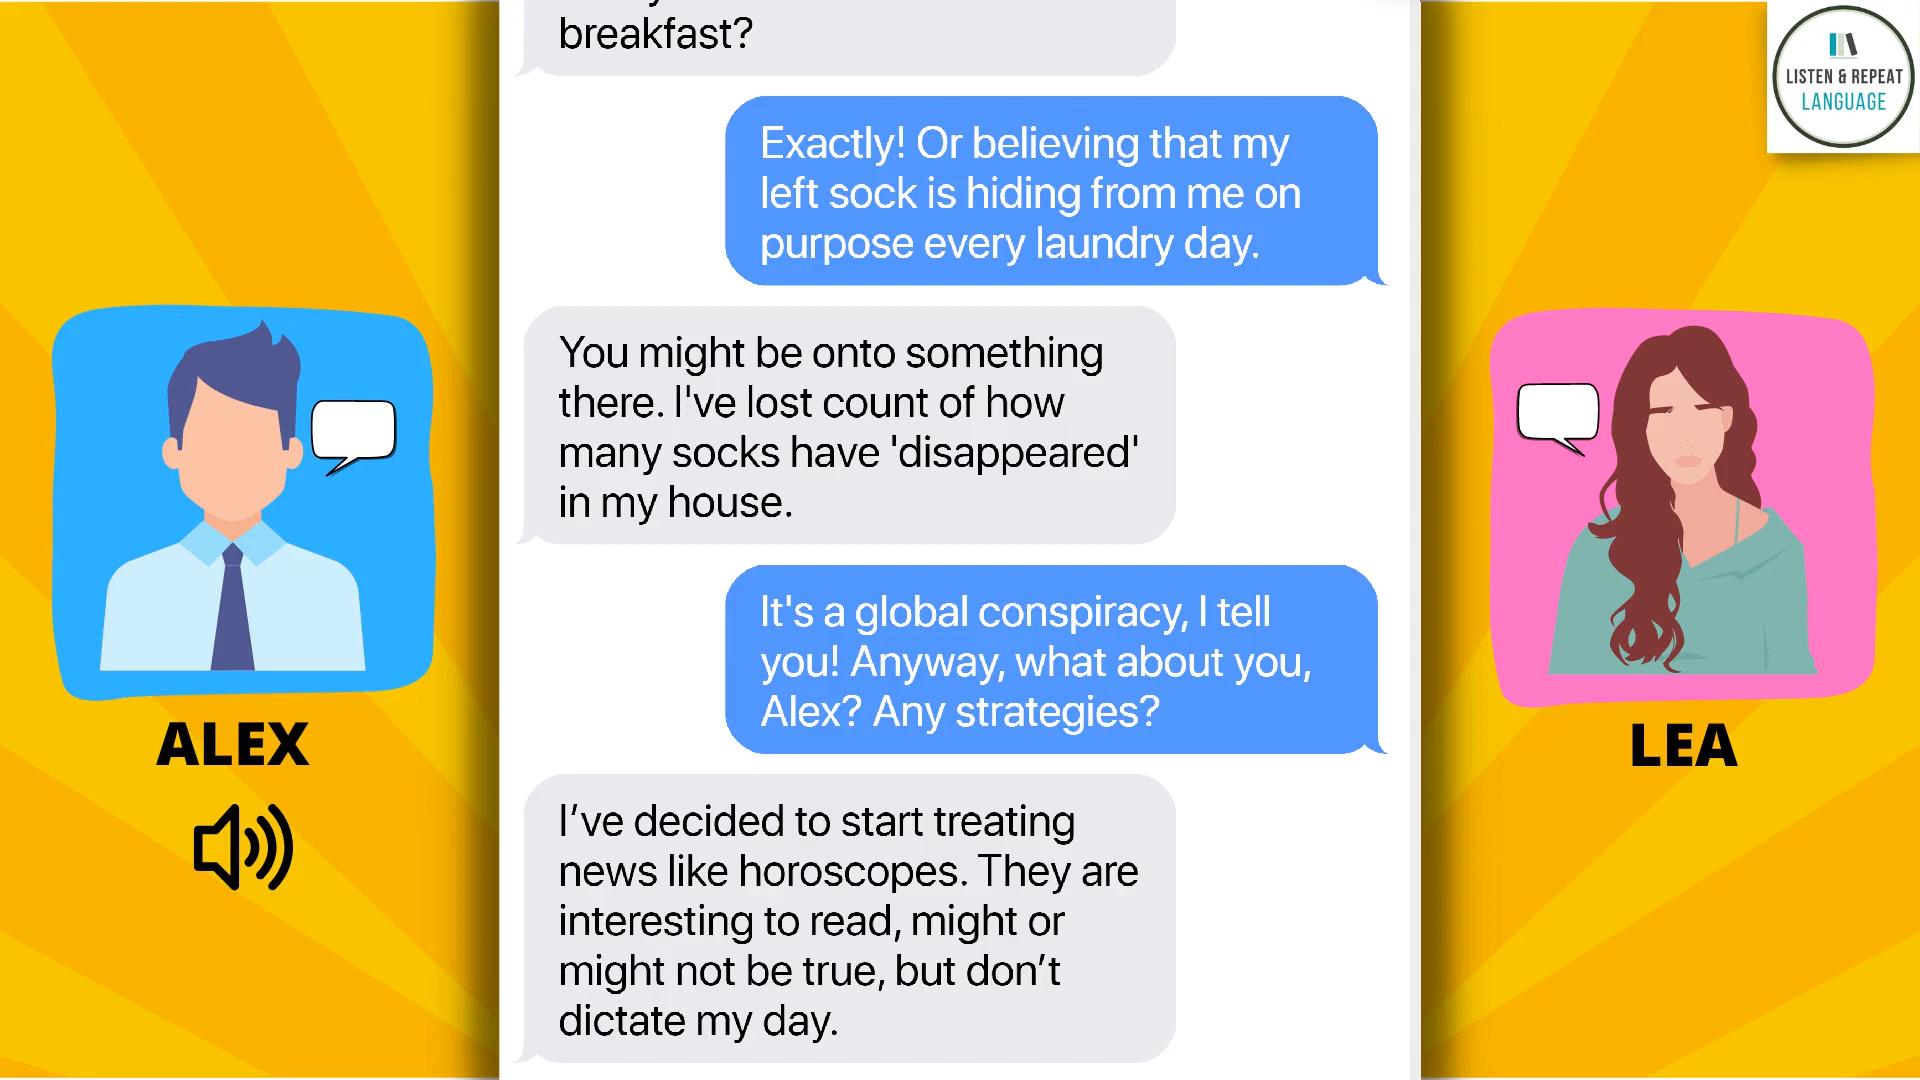 breakfast?
LISTEN & REPEAT
LANGUAGE
Exactly! Or believing that my
left sock is hiding from me on
purpose every laundry day.
You might be onto something
there. I've lost count of how
many socks have 'disappeared'
in my house.
It's a global conspiracy, I tell
you! Anyway, what about you,
Alex? Any strategies?
ALEX
LEA
I’ve decided to start treating
news like horoscopes. They are
interesting to read, might or
might not be true, but don’t
dictate my day.